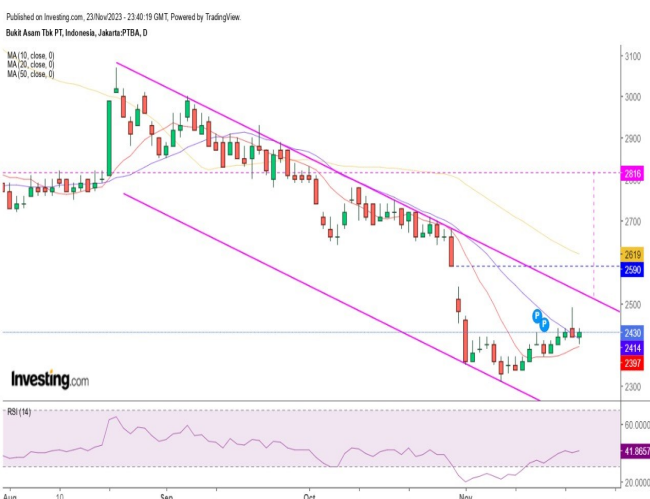 Published on Investing.com, 23/Nov/2023 - 23:40:19 GMT, Powered by TradingView.
Bukit Asam Tbk PT, Indonesia, Jakarta:PTBA, D
MA (10, close, 0)
MA (20, close, 0)
MA (50, close, 0)
3100
3000
2900
2816
2800
2700
2619
2590
2500
P
P
2430
2414
2397
2300
Investing.com
RSI (14)
60.0000
41.8657
20.0000
Aug 10 Sep Oct Nov